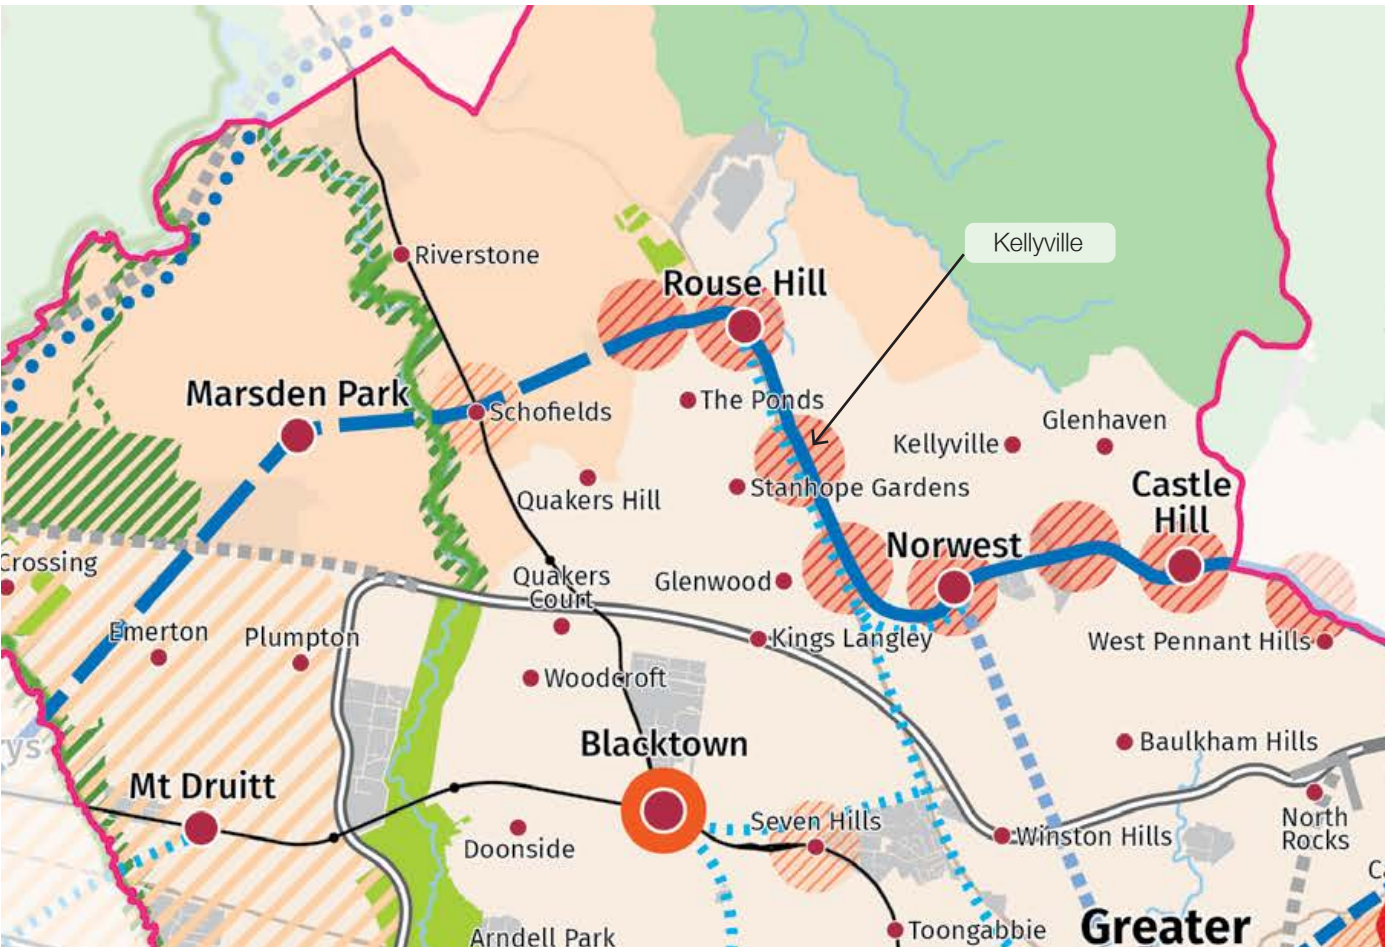 Kellyville
Riverstone
Rouse Hill
Marsden Park
The Ponds
Schofields
Glenhaven
Kellyville
Castle
Hill
Quakers Hill
Stanhope Gardens
Norwest
Crossing
Quakers
Court
Glenwood
Emerton
Plumpton
Kings Langley
West Pennant Hills
Woodcroft
rys
Blacktown
Baulkham Hills
Mt Druitt
Seven Hills
Doonside
Winston Hills
North
Rocks
Ca
Arndell Park
Toongabbie
Greater